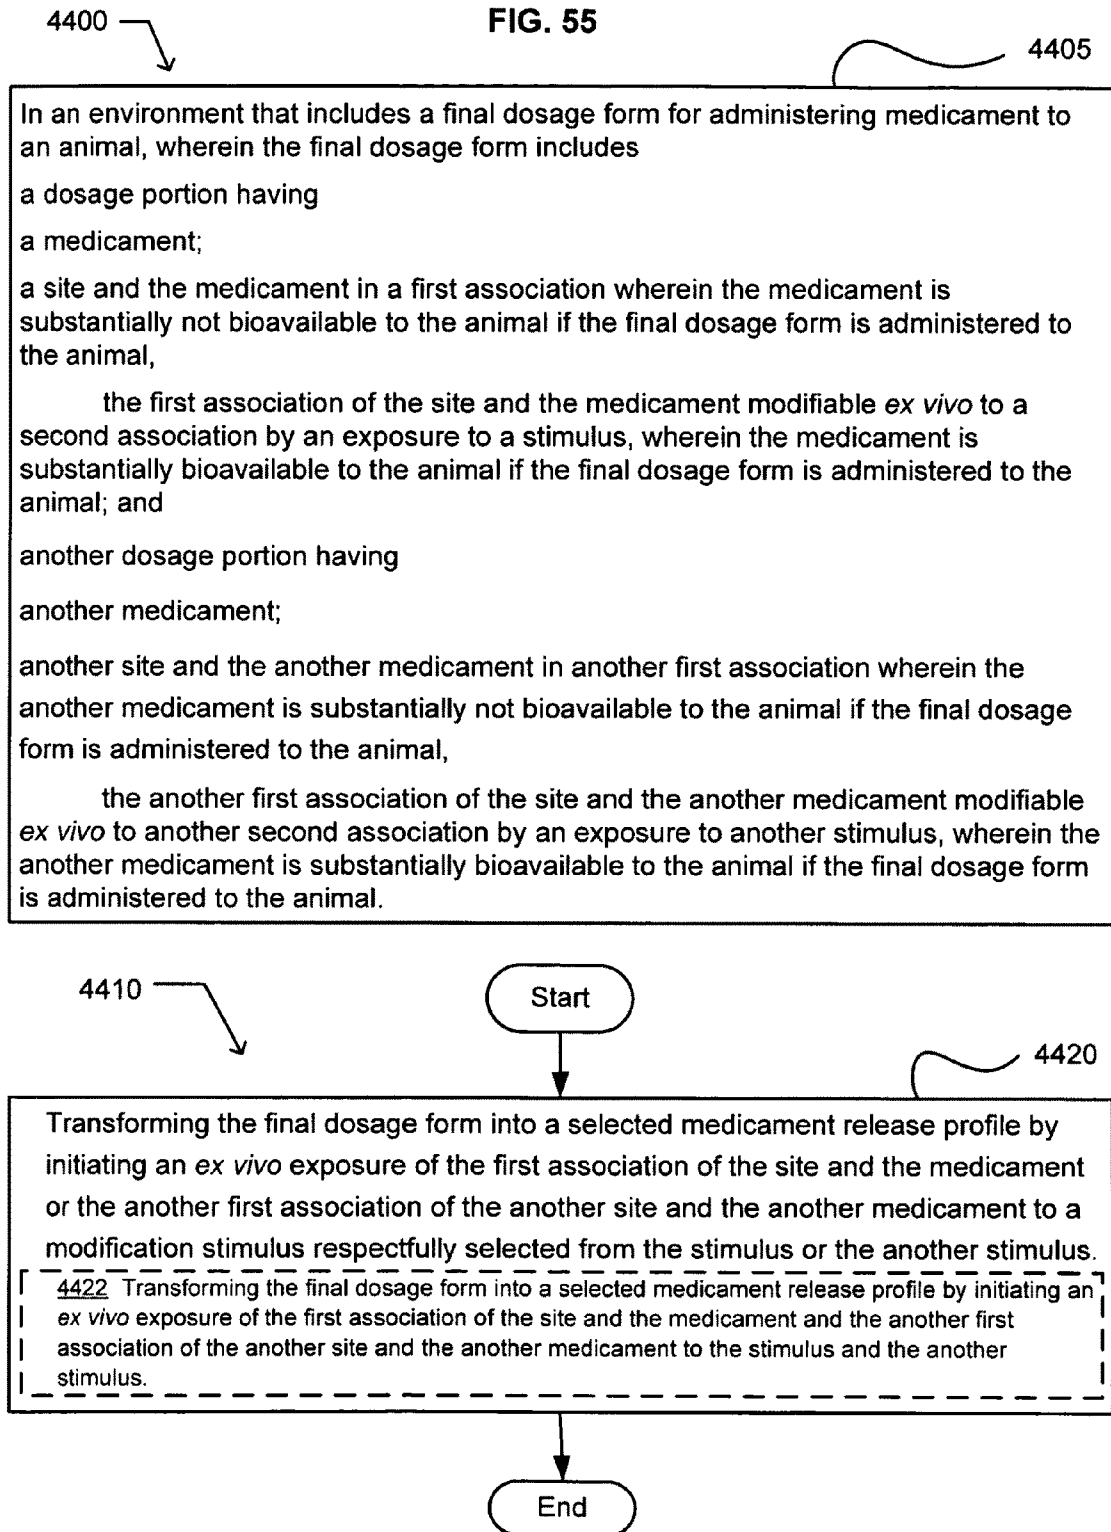 FIG. 55
4400
4405
In an environment that includes a final dosage form for administering medicament to
an animal, wherein the final dosage form includes
a dosage portion having
a medicament;
a site and the medicament in a first association wherein the medicament is
substantially not bioavailable to the animal if the final dosage form is administered to
the animal,
the first association of the site and the medicament modifiable ex vivo to a
second association by an exposure to a stimulus, wherein the medicament is
substantially bioavailable to the animal if the final dosage form is administered to the
animal; and
another dosage portion having
another medicament;
another site and the another medicament in another first association wherein the
another medicament is substantially not bioavailable to the animal if the final dosage
form is administered to the animal,
the another first association of the site and the another medicament modifiable
ex vivo to another second association by an exposure to another stimulus, wherein the
another medicament is substantially bioavailable to the animal if the final dosage form
is administered to the animal.
4410
Start
4420
Transforming the final dosage form into a selected medicament release profile by
initiating an ex vivo exposure of the first association of the site and the medicament
or the another first association of the another site and the another medicament to a
modification stimulus respectfully selected from the stimulus or the another stimulus.
4422 Transforming the final dosage form into a selected medicament release profile by initiating an
ex vivo exposure of the first association of the site and the medicament and the another first
association of the another site and the another medicament to the stimulus and the another
stimulus.
End